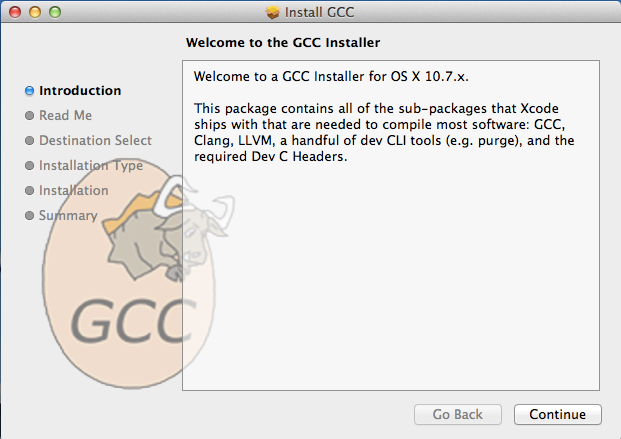 Install GCC
Welcome to the GCC Installer
Introduction
Read Me
Destination Select
Installation Type
Installation
Summary
Welcome to a GCC Installer for OS X 10.7.x.
This package contains all of the sub-packages that Xcode
ships with that are needed to compile most software: GCC,
Clang, LLVM, a handful of dev CLI tools (e.g. purge), and the
required Dev C Headers.
GCC
Go Back
Continue